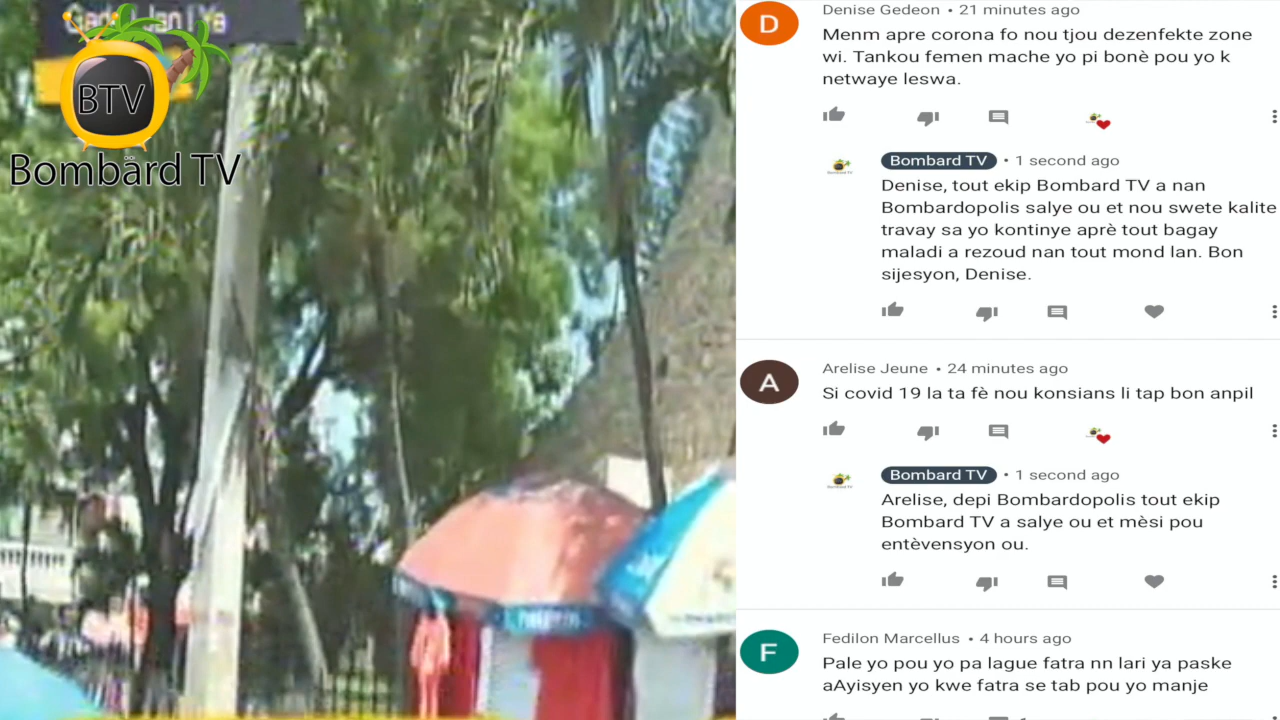 BTV
Bombärd TV
Denise Gedeon • 21 minutes ago
Menm apre corona fo nou tjou dezenfekte zone
wi. Tankou femen mache yo pi bonè pou yo k
netwaye leswa.
Bombard TV • 1 second ago
Denise, tout ekip Bombard TV a nan
Bombardopolis salye ou et nou swete kalite
travay sa yo kontinye aprè tout bagay
maladi a rezoud nan tout mond lan. Bon
sijesyon, Denise.
Arelise Jeune • 24 minutes ago
Si covid 19 la ta fè nou konsians li tap bon anpil
Bombard TV • 1 second ago
Arelise, depi Bombardopolis tout ekip
Bombard TV a salye ou et mèsi pou
entèvensyon ou.
Fedilon Marcellus • 4 hours ago
Pale yo pou yo pa lague fatra nn lari ya paske
aAyisyen yo kwe fatra se tab pou yo manje
D
A
F